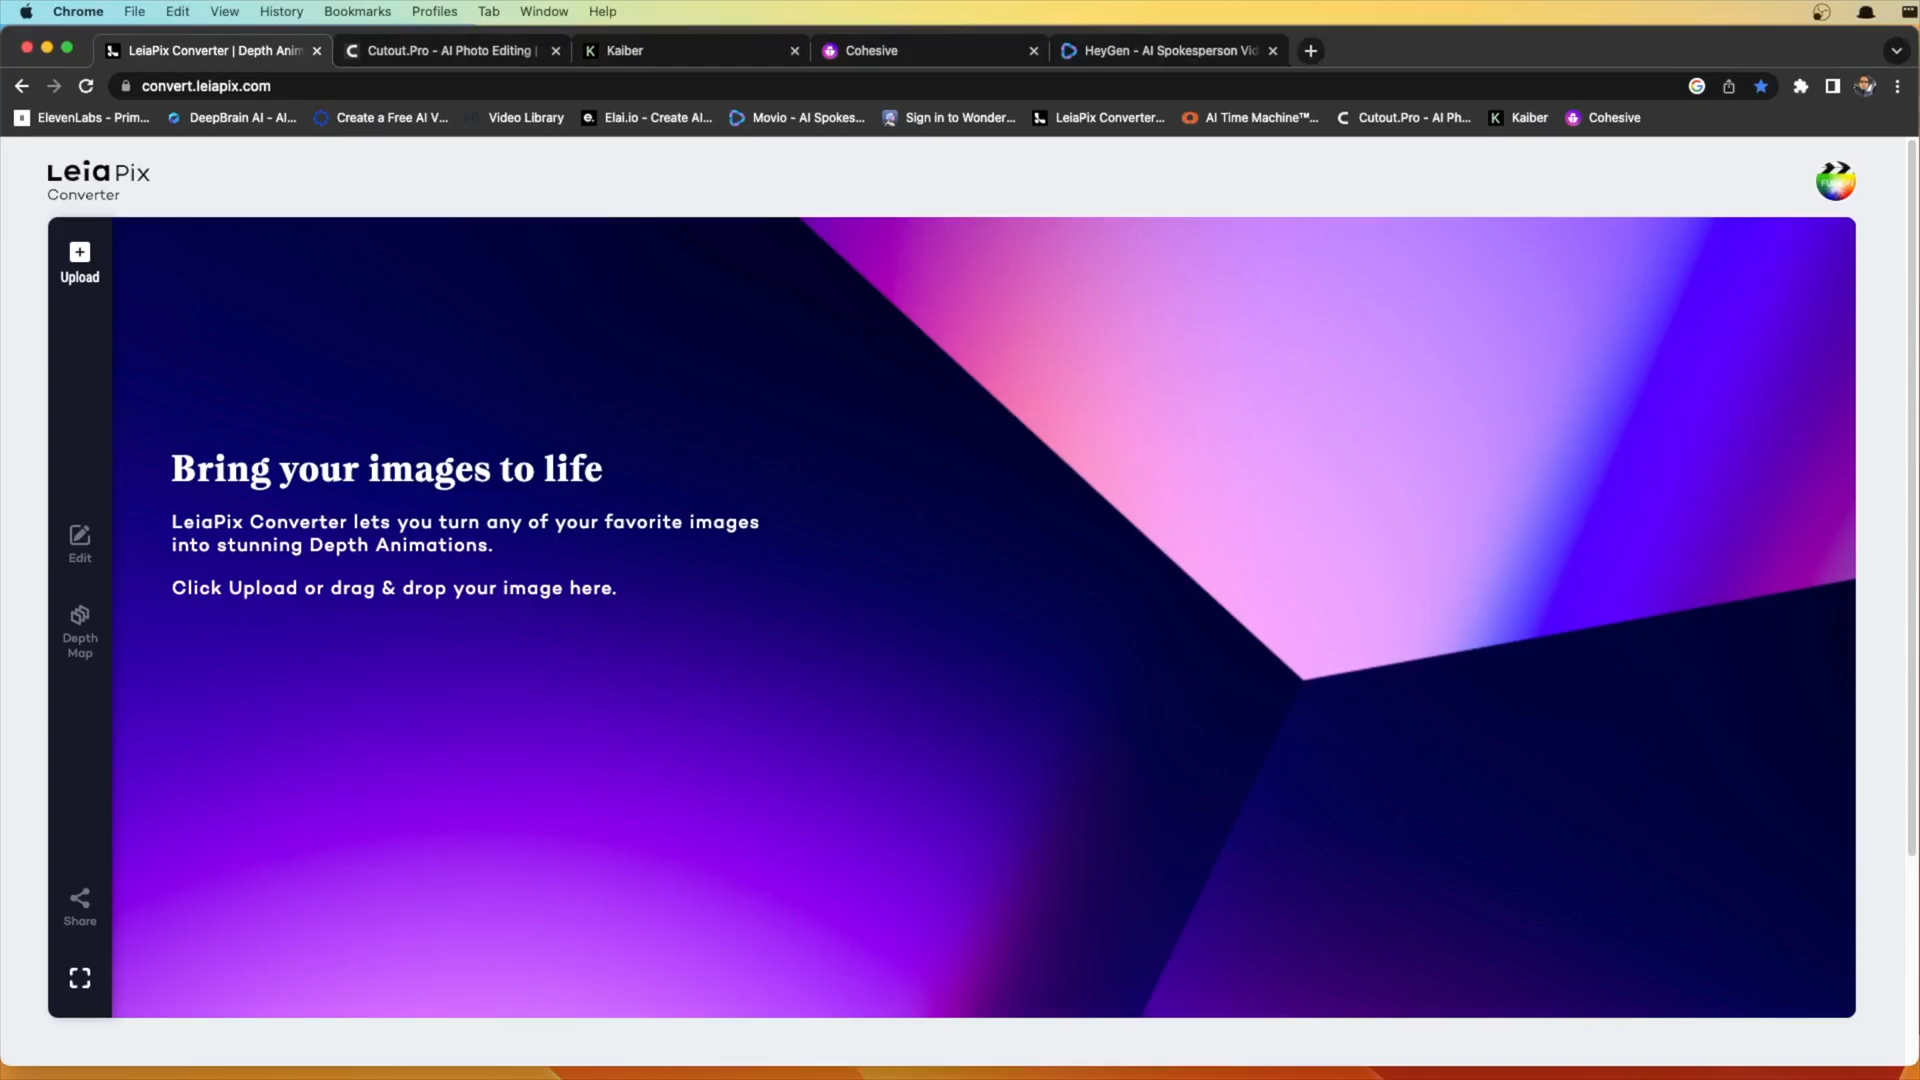 Chrome File Edit View History Bookmarks Profiles Tab Window Help
LeiaPix Converter | Depth Anim Cutout.Pro - AI Photo Editing | Kaiber Cohesive HeyGen - AI Spokesperson Vid
convert.leiapix.com
ElevenLabs - Prim... DeepBrain AI - AI... Create a Free AI V... Video Library Elai.io - Create AI... Movio - AI Spokes... Sign in to Wonder... LeiaPix Converter... AI Time Machine™... Cutout.Pro - AI Ph... Kaiber Cohesive
Leia Pix
Converter
Upload
Bring your images to life
LeiaPix Converter lets you turn any of your favorite images
into stunning Depth Animations.
Click Upload or drag & drop your image here.
Edit
Depth
Map
Share